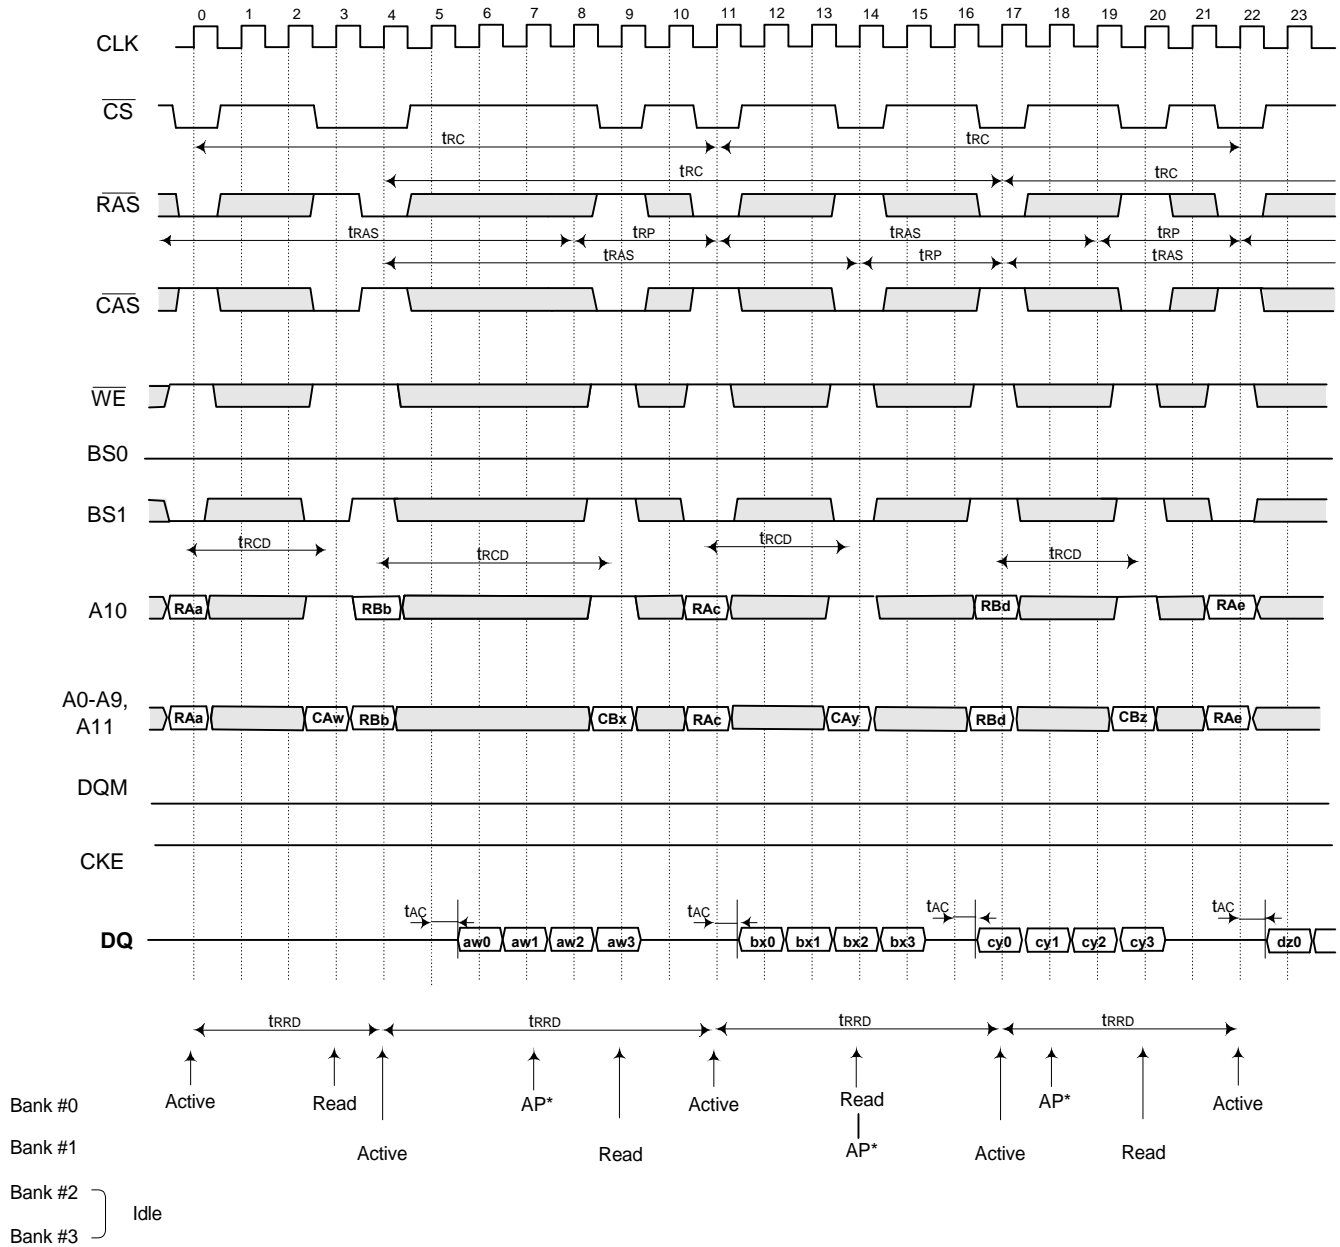 0 1 2 3 4 5 6 7 8 9 10 11 12 13 14 15 16 17 18 19 20 21 22 23
CLK
CS
tRC tRC
tRC tRC
RAS
tRAS tRP tRAS tRP
tRAS tRP tRAS
CAS
WE
BS0
BS1
tRCD tRCD tRCD tRCD
A10 RAa RBb RAc RBd RAe
A0-A9,
A11 RAa CAw RBb CBx RAc CAy RBd CBz RAe
DQM
CKE
tAC tAC tAC tAC
DQ aw0 aw1 aw2 aw3 bx0 bx1 bx2 bx3 cy0 cy1 cy2 cy3 dz0
tRRD tRRD tRRD tRRD
Bank #0 Active Read AP* Active Read AP* Active
Bank #1 Active Read AP* Active Read
Bank #2
Idle
Bank #3